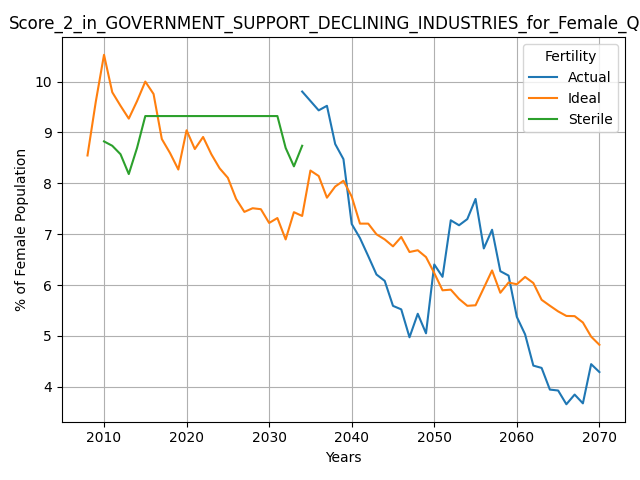 Score_2_in_GOVERNMENT_SUPPORT_DECLINING_INDUSTRIES_for_Female_Q
Fertility
Actual
Ideal
Sterile
% of Female Population
10
9
8
7
6
5
4
2010 2020 2030 2040 2050 2060 2070
Years